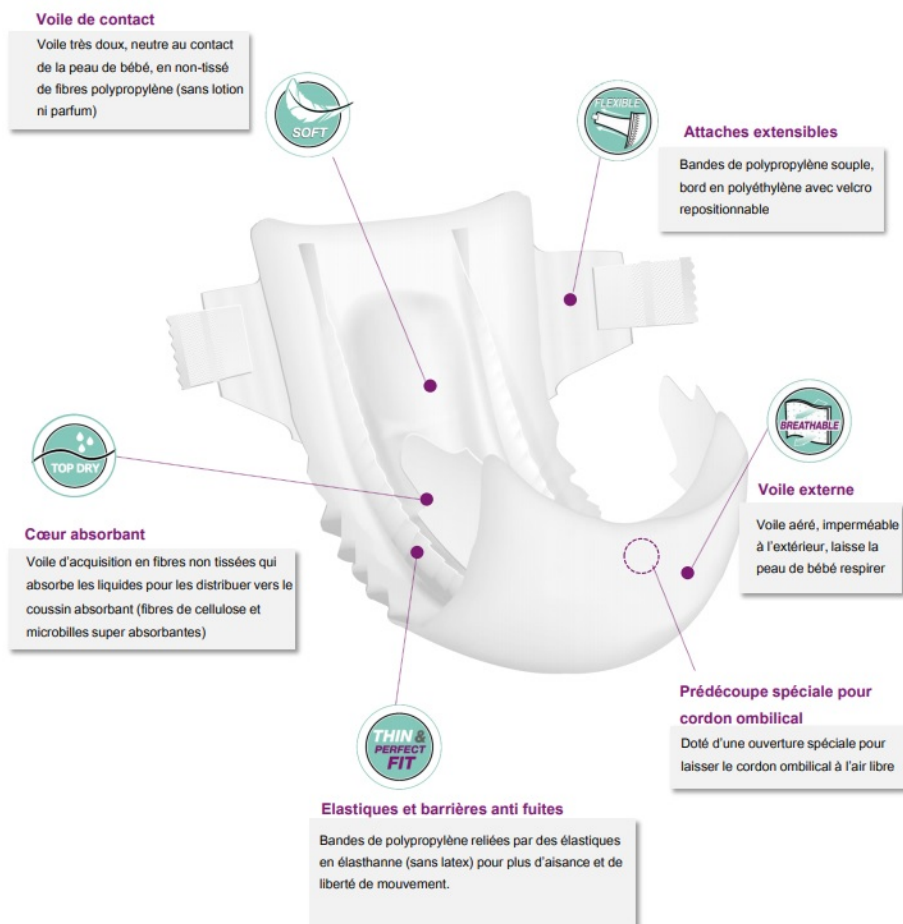 Voile de contact
Voile très doux, neutre au contact
de la peau de bébé, en non-tissé
de fibres polypropylène (sans lotion
ni parfum)
SOFT
FLEXIBLE
Attaches extensibles
Bandes de polypropylène souple,
bord en polyéthylène avec velcro
repositionnable
TOP DRY
Cœur absorbant
Voile d'acquisition en fibres non tissées qui
absorbe les liquides pour les distribuer vers le
coussin absorbant (fibres de cellulose et
microbilles super absorbantes)
BREATHABLE
Voile externe
Voile aéré, imperméable
à l'extérieur, laisse la
peau de bébé respirer
Prédécoupe spéciale pour
cordon ombilical
Doté d'une ouverture spéciale pour
laisser le cordon ombilical à l'air libre
THIN &
PERFECT
FIT
Elastiques et barrières anti fuites
Bandes de polypropylène reliées par des élastiques
en élasthanne (sans latex) pour plus d'aisance et de
liberté de mouvement.